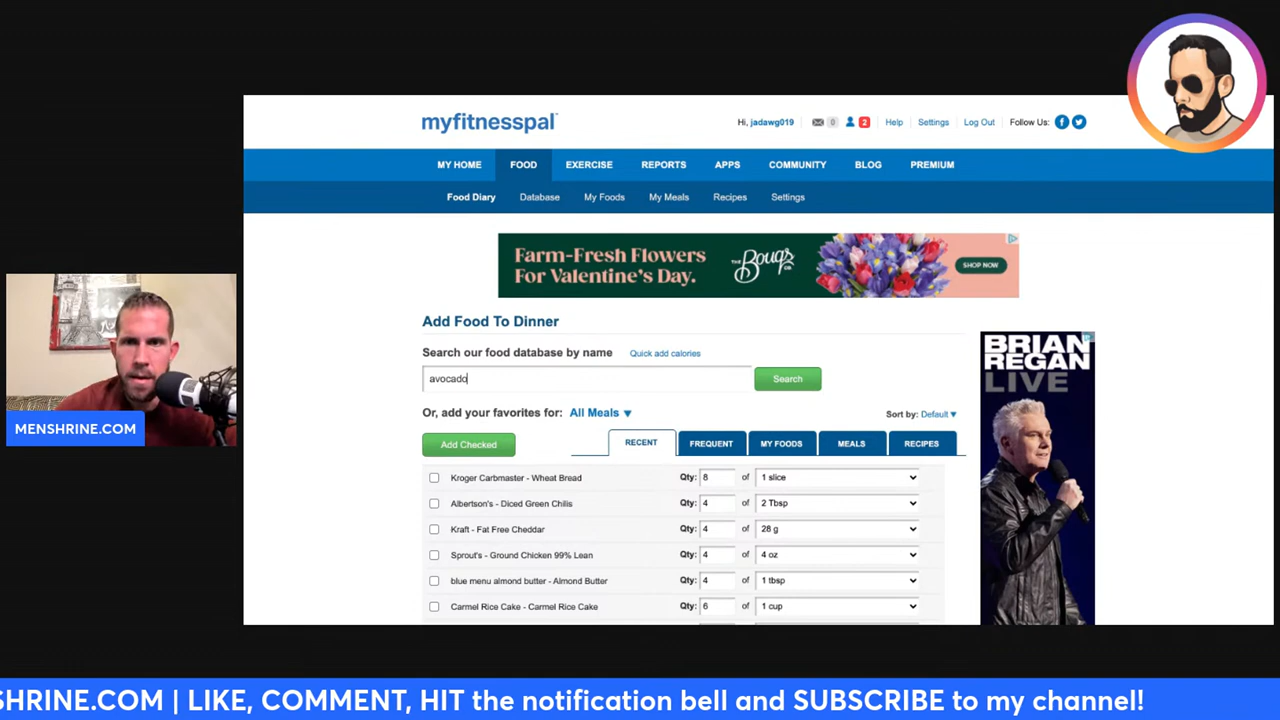 myfitnesspal
Hi, jadawg019 0 2 Help Settings Log Out Follow Us:
MY HOME FOOD EXERCISE REPORTS APPS COMMUNITY BLOG PREMIUM
Food Diary Database My Foods My Meals Recipes Settings
Farm-Fresh Flowers
For Valentine's Day.
THE Bouqs CO.
SHOP NOW
Add Food To Dinner
Search our food database by name Quick add calories
avocado
Search
Or, add your favorites for: All Meals ▼
Sort by: Default ▼
Add Checked
RECENT FREQUENT MY FOODS MEALS RECIPES
Kroger Carbmaster - Wheat Bread Qty: 8 of 1 slice
Albertson's - Diced Green Chilis Qty: 4 of 2 Tbsp
Kraft - Fat Free Cheddar Qty: 4 of 28 g
Sprout's - Ground Chicken 99% Lean Qty: 4 of 4 oz
blue menu almond butter - Almond Butter Qty: 4 of 1 tbsp
Carmel Rice Cake - Carmel Rice Cake Qty: 6 of 1 cup
BRIAN
REGAN
LIVE
MENSHRINE.COM
SHRINE.COM | LIKE, COMMENT, HIT the notification bell and SUBSCRIBE to my channel!